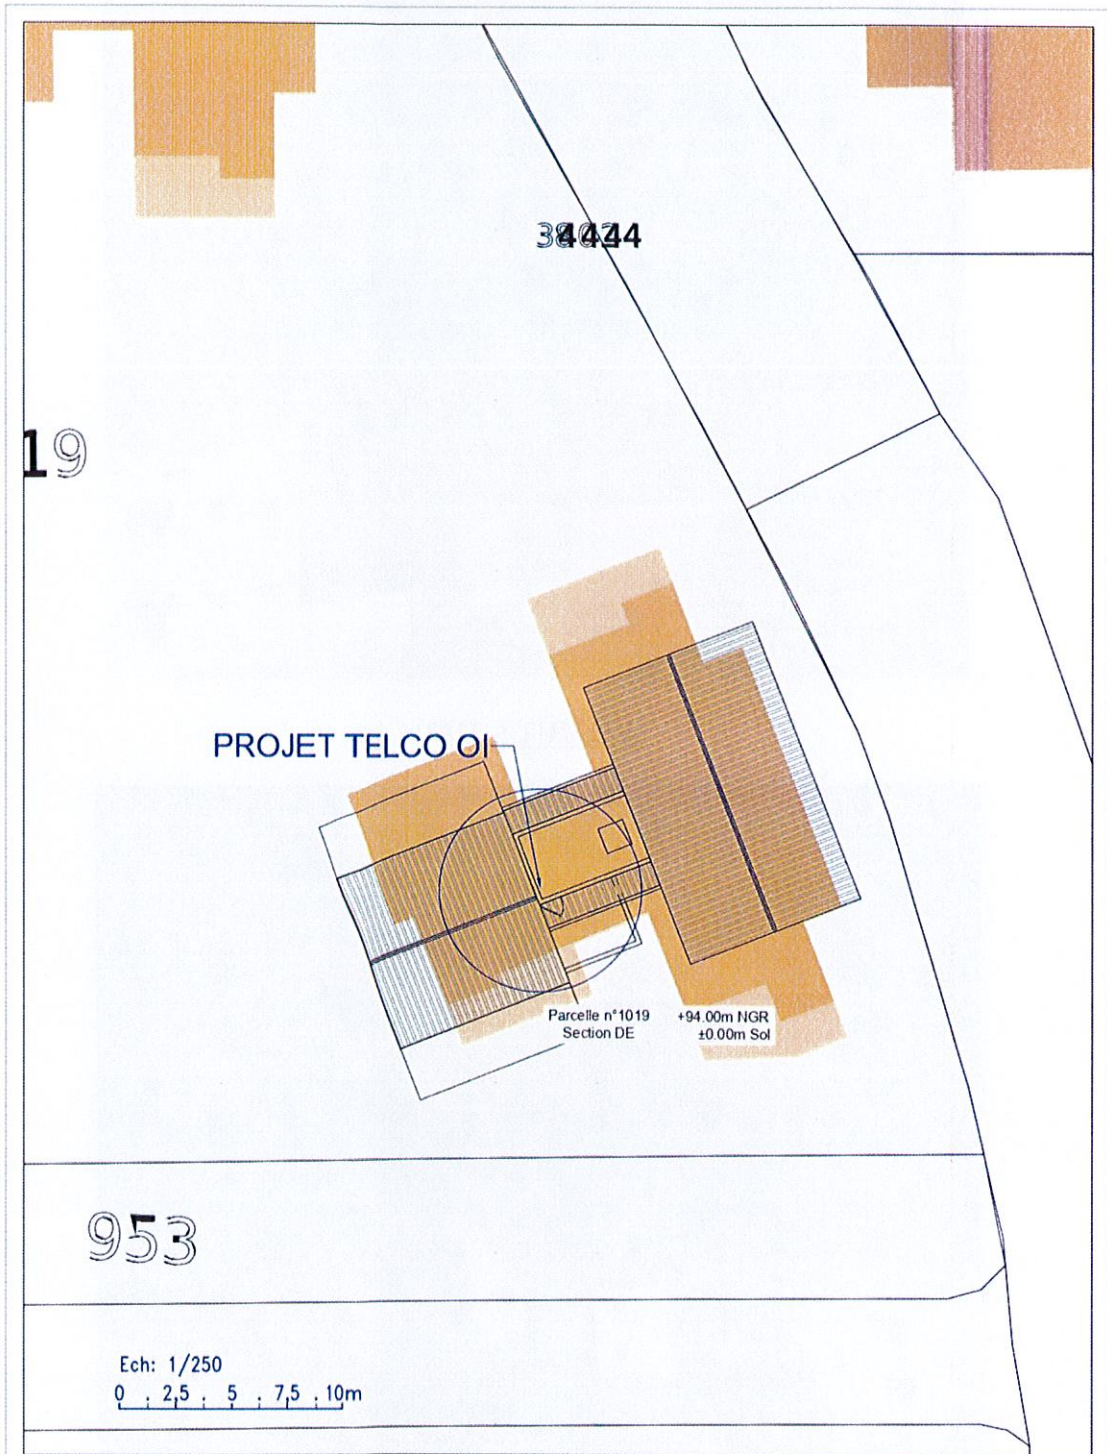 19
PROJET TELCO OI
Parcelle n°1019
Section DE
+94.00m NGR
±0.00m Sol
953
Ech: 1/250
0 2,5 5 7,5 10m